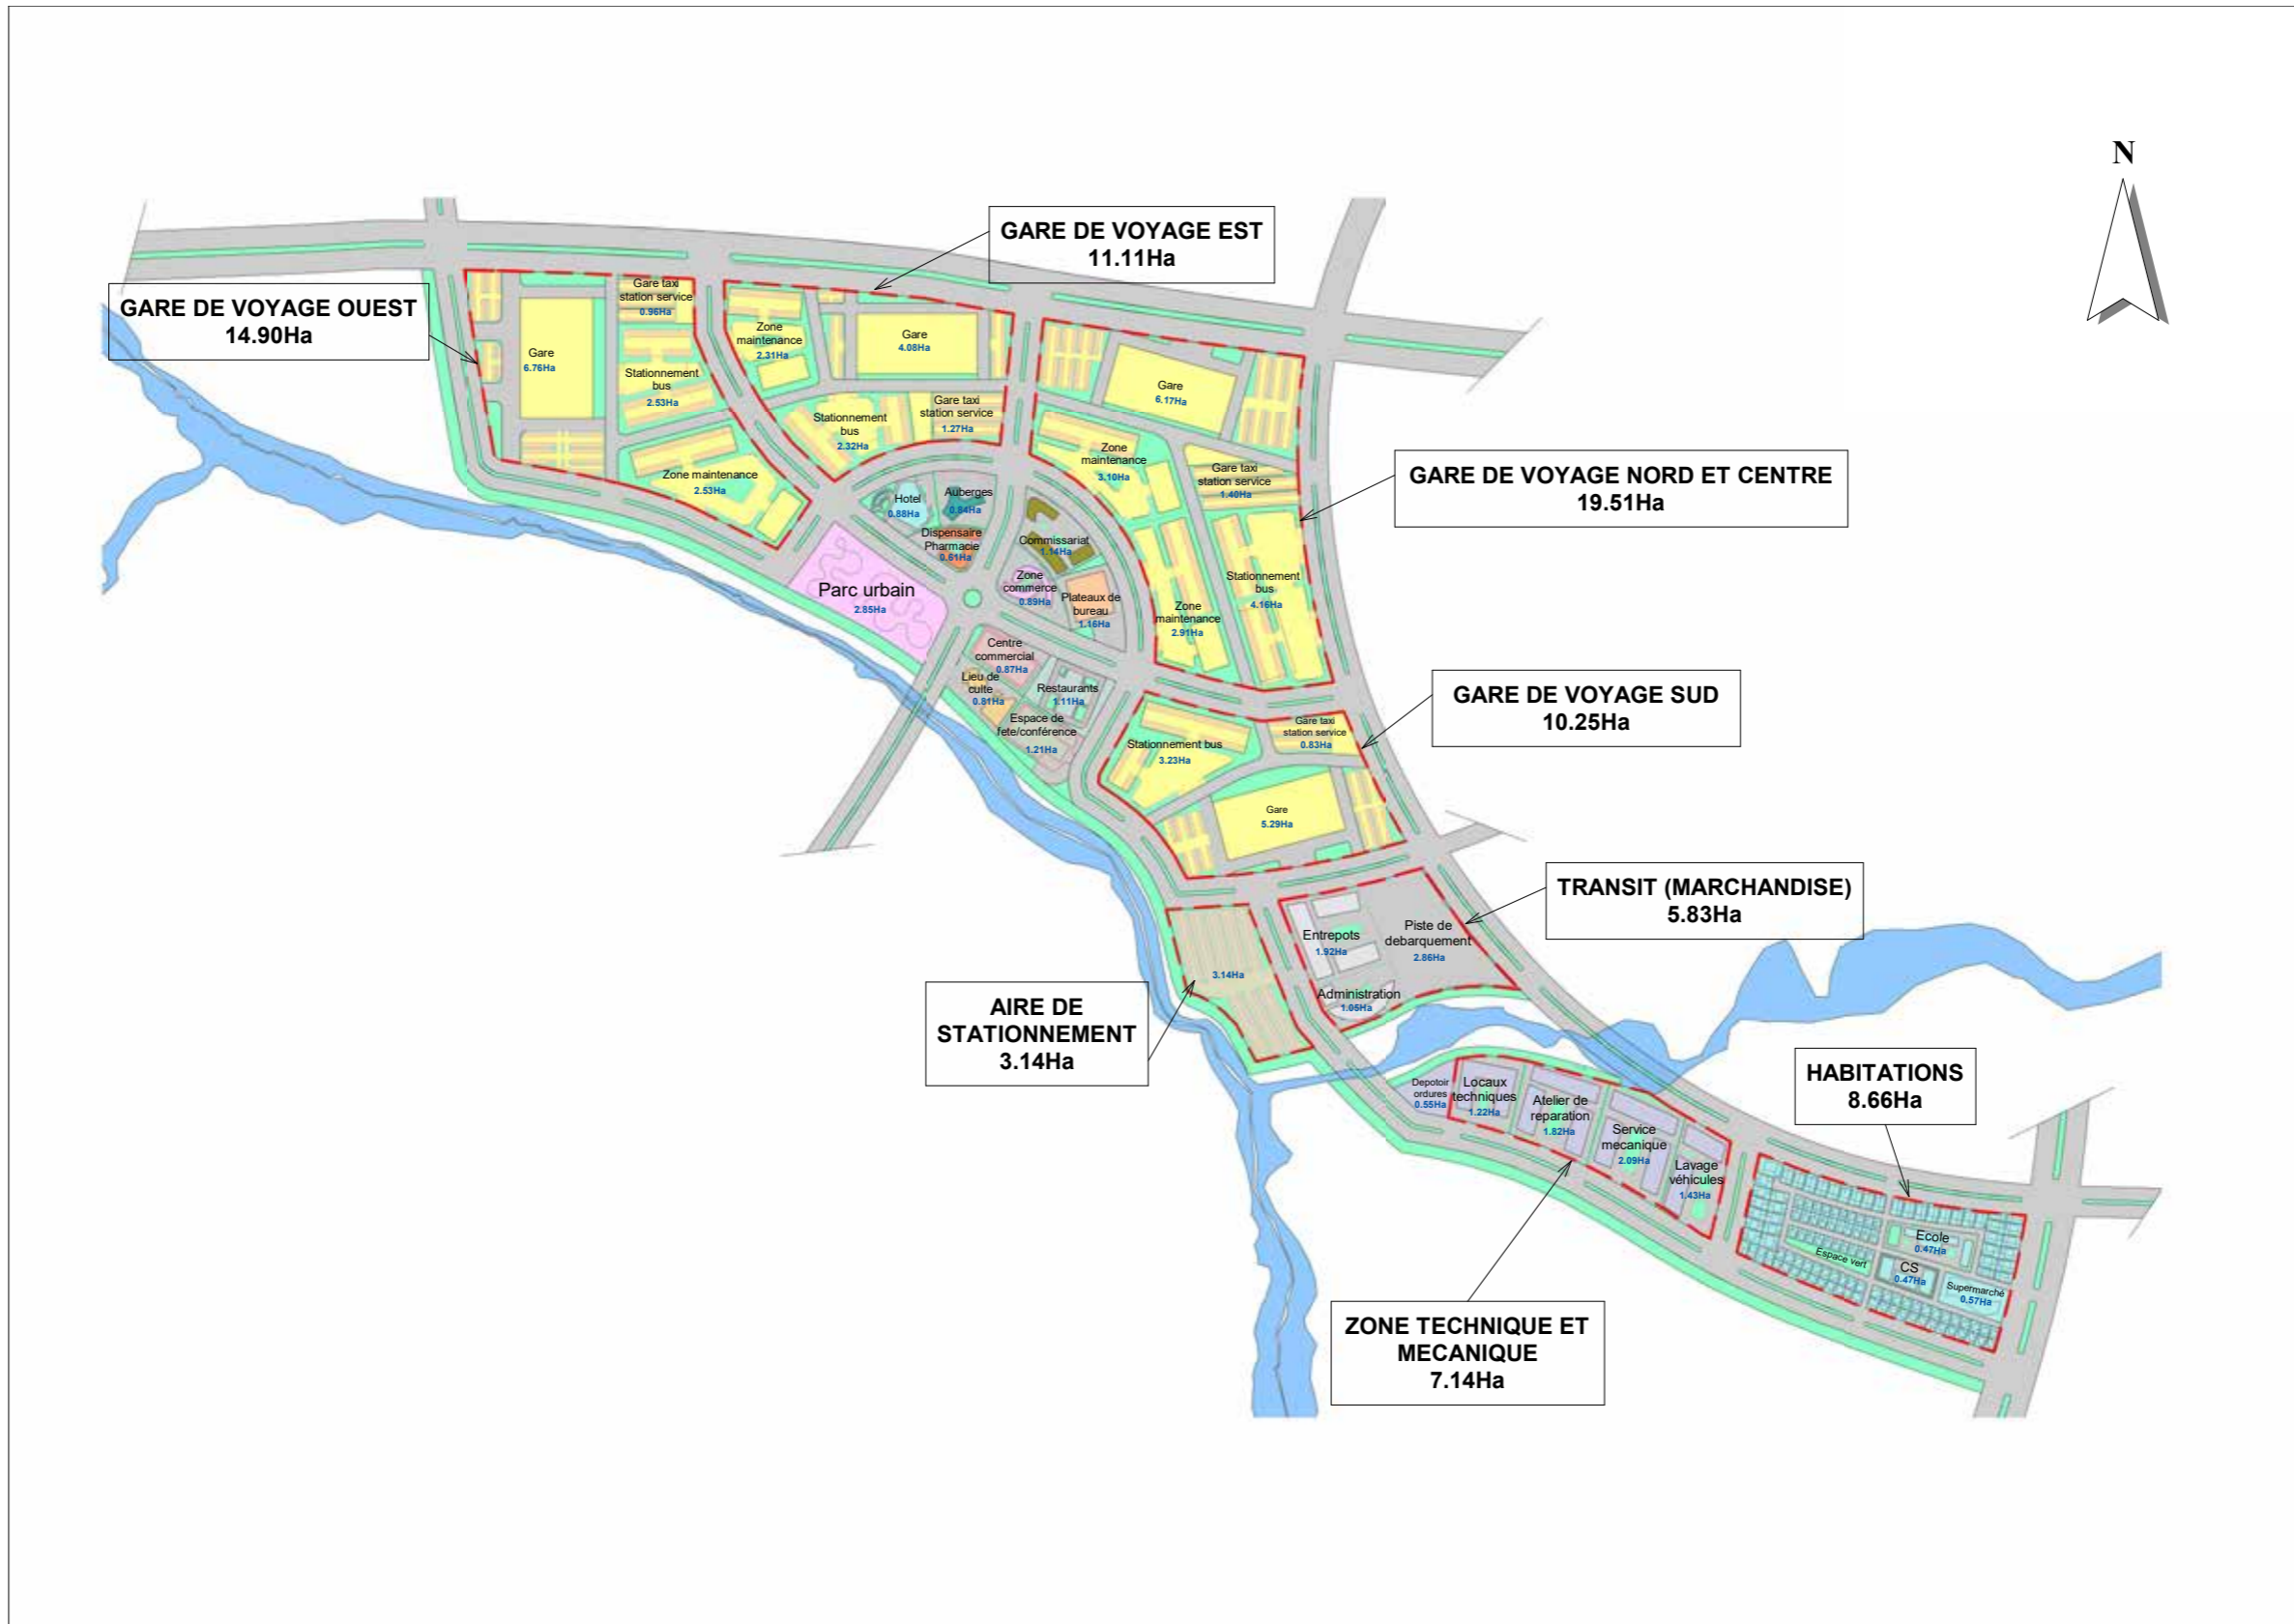 N
GARE DE VOYAGE EST
11.11Ha
GARE DE VOYAGE OUEST
14.90Ha
Gare taxi
station service
0.96Ha
Gare
6.76Ha
Stationnement
bus
2.53Ha
Zone maintenance
2.53Ha
Zone
maintenance
2.31Ha
Gare
4.08Ha
Stationnement
bus
2.32Ha
Gare taxi
station service
1.27Ha
Gare
6.17Ha
Zone
maintenance
3.10Ha
Gare taxi
station service
1.40Ha
GARE DE VOYAGE NORD ET CENTRE
19.51Ha
Stationnement
bus
4.16Ha
Zone
maintenance
2.91Ha
Hotel
0.88Ha
Auberges
0.84Ha
Dispensaire
Pharmacie
0.61Ha
Commissariat
1.14Ha
Zone
commerce
0.89Ha
Plateaux de
bureau
1.16Ha
Parc urbain
2.85Ha
Centre
commercial
0.87Ha
Lieu de
culte
0.81Ha
Restaurants
1.11Ha
Espace de
fete/conférence
1.21Ha
GARE DE VOYAGE SUD
10.25Ha
Gare taxi
station service
0.83Ha
Stationnement bus
3.23Ha
Gare
5.29Ha
TRANSIT (MARCHANDISE)
5.83Ha
Entrepots
1.92Ha
Piste de
debarquement
2.86Ha
Administration
1.05Ha
3.14Ha
AIRE DE
STATIONNEMENT
3.14Ha
Depotoir
ordures
0.55Ha
Locaux
techniques
1.22Ha
Atelier de
reparation
1.82Ha
Service
mecanique
2.09Ha
Lavage
véhicules
1.43Ha
HABITATIONS
8.66Ha
Ecole
0.47Ha
Espace vert
CS
0.47Ha
Supermarché
0.57Ha
ZONE TECHNIQUE ET
MECANIQUE
7.14Ha